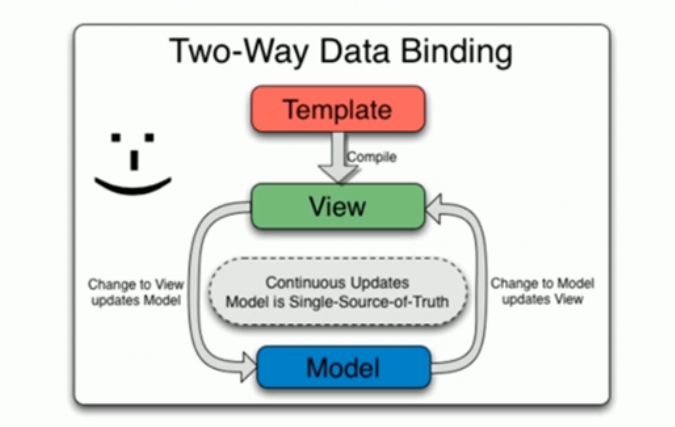 Two-Way Data Binding
Template
Compile
View
Change to View
updates Model
Continuous Updates
Model is Single-Source-of-Truth
Change to Model
updates View
Model